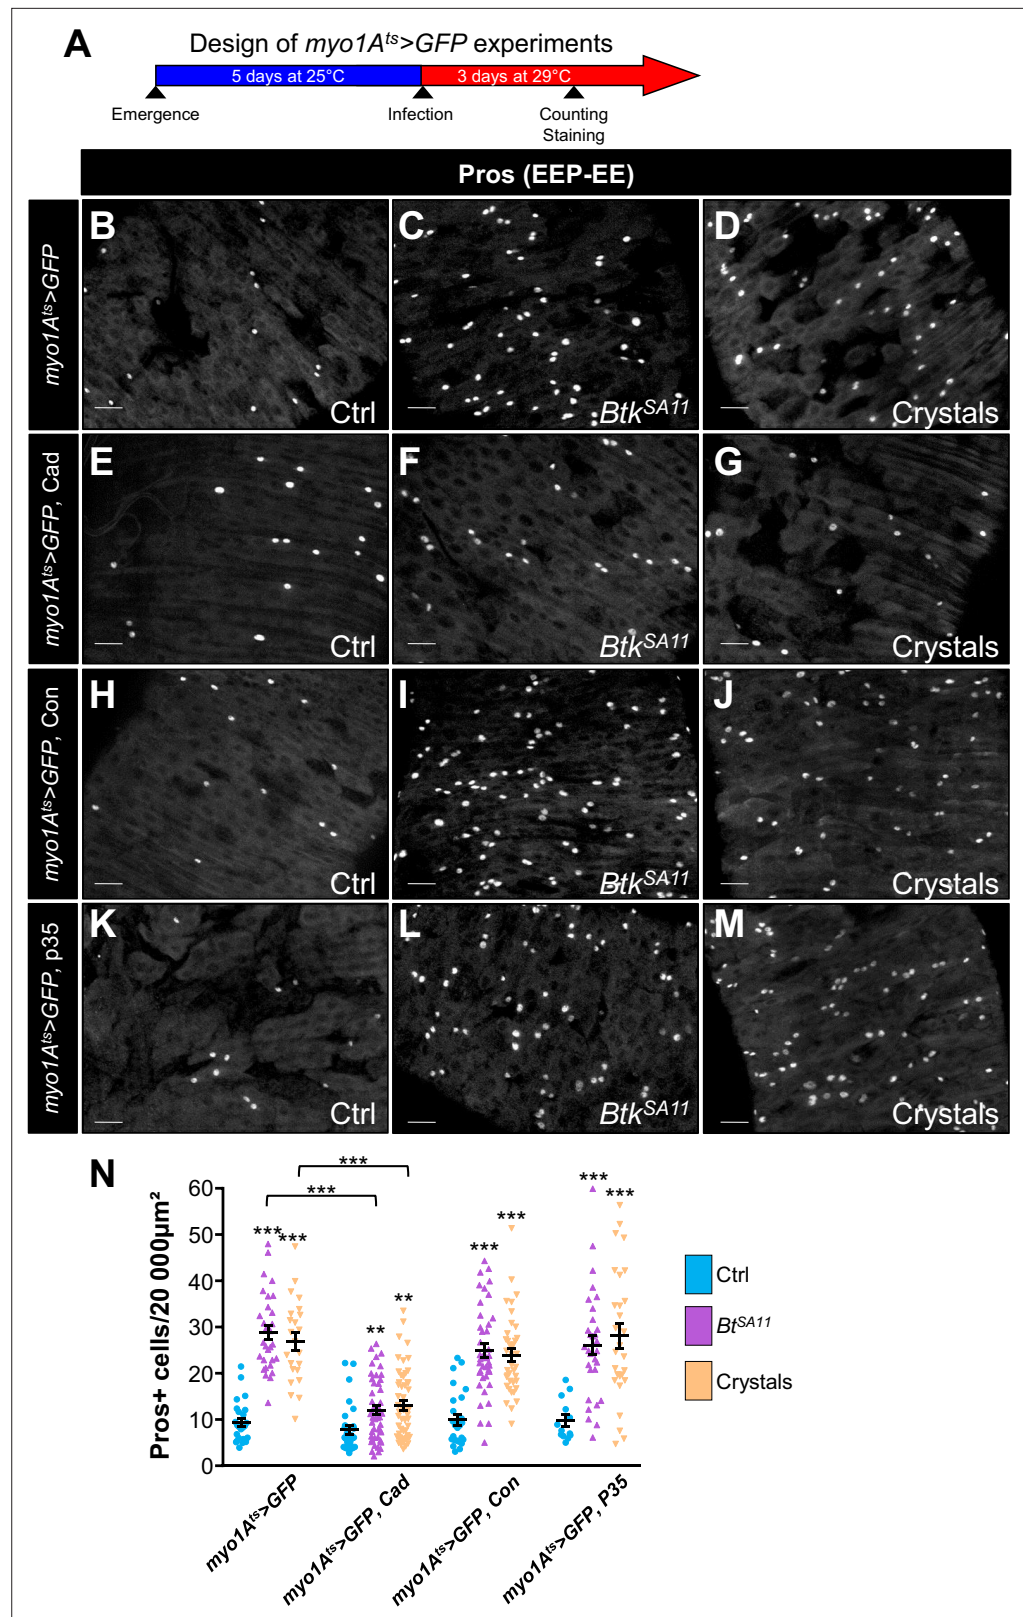 A
Design of myo1Aᵗˢ>GFP experiments
5 days at 25°C
3 days at 29°C
Emergence
Infection
Counting
Staining
Pros (EEP-EE)
myo1Aᵗˢ>GFP
B
Ctrl
C
Btkˢᴬ¹¹
D
Crystals
myo1Aᵗˢ>GFP, Cad
E
Ctrl
F
Btkˢᴬ¹¹
G
Crystals
myo1Aᵗˢ>GFP, Con
H
Ctrl
I
Btkˢᴬ¹¹
J
Crystals
myo1Aᵗˢ>GFP, p35
K
Ctrl
L
Btkˢᴬ¹¹
M
Crystals
N
Pros+ cells/20 000µm²
60
50
40
30
20
10
0
***
***
***
***
**
**
***
***
***
***
myo1Aᵗˢ>GFP
myo1Aᵗˢ>GFP, Cad
myo1Aᵗˢ>GFP, Con
myo1Aᵗˢ>GFP, P35
Ctrl
Btˢᴬ¹¹
Crystals